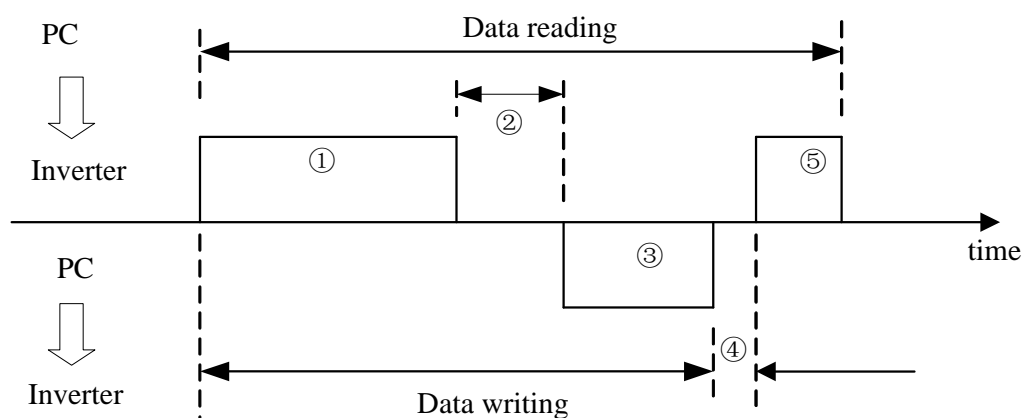 PC
Data reading
②
①
⑤
Inverter
time
③
PC
④
Inverter
Data writing